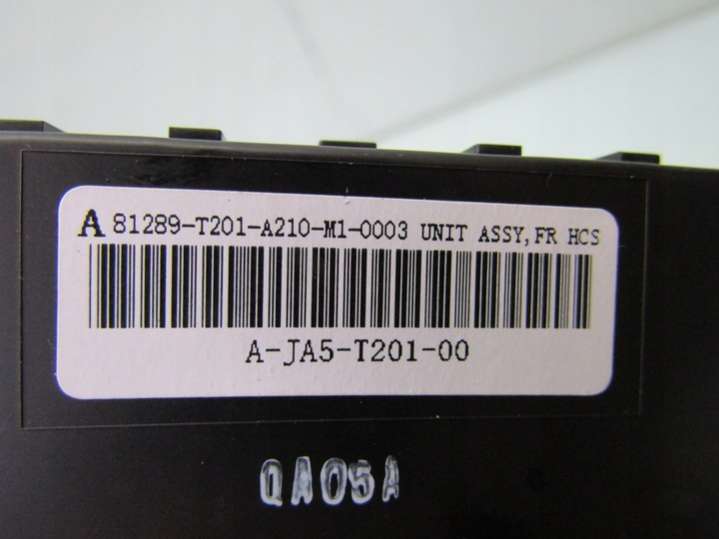 A 81289-T201-A210-M1-0003 UNIT ASSY,FR HCS
A-JA5-T201-00
QA05A